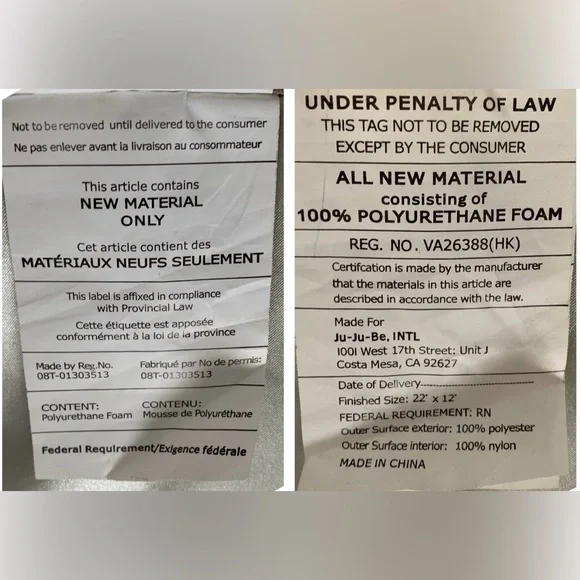 Not to be removed until delivered to the consumer
Ne pas enlever avant la livraison au consommateur
This article contains
NEW MATERIAL
ONLY
Cet article contient des
MATÉRIAUX NEUFS SEULEMENT
This label is affixed in compliance
with Provincial Law
Cette étiquette est apposée
conformément à la loi de la province
Made by Reg.No. Fabriqué par No de permis:
08T-01303513 08T-01303513
CONTENT: CONTENU:
Polyurethane Foam Mousse de Polyuréthane
Federal Requirement/Exigence fédérale
UNDER PENALTY OF LAW
THIS TAG NOT TO BE REMOVED
EXCEPT BY THE CONSUMER
ALL NEW MATERIAL
consisting of
100% POLYURETHANE FOAM
REG. NO. VA26388(HK)
Certifcation is made by the manufacturer
that the materials in this article are
described in accordance with the law.
Made For
Ju-Ju-Be, INTL
1001 West 17th Street: Unit J
Costa Mesa, CA 92627
Date of Delivery
Finished Size: 22' x 12'
FEDERAL REQUIREMENT: RN
Outer Surface exterior: 100% polyester
Outer Surface interior: 100% nylon
MADE IN CHINA